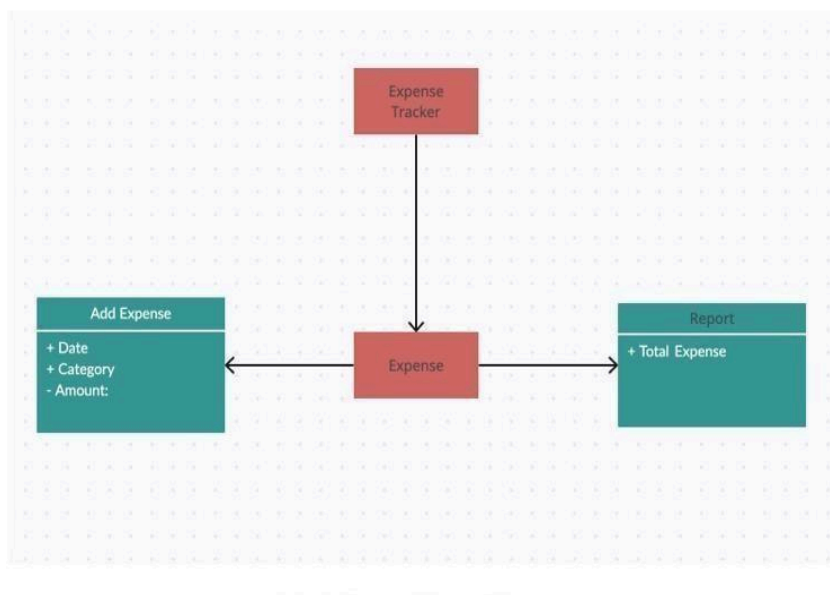 Expense
Tracker
Add Expense
+ Date
+ Category
- Amount:
Expense
Report
+ Total Expense